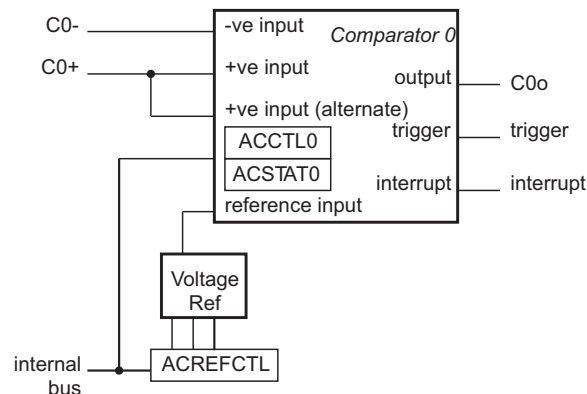 C0-
-ve input
Comparator 0
C0+
+ve input
output
C0o
+ve input (alternate)
ACCTL0
trigger
trigger
ACSTAT0
interrupt
interrupt
reference input
Voltage
Ref
internal
bus
ACREFCTL